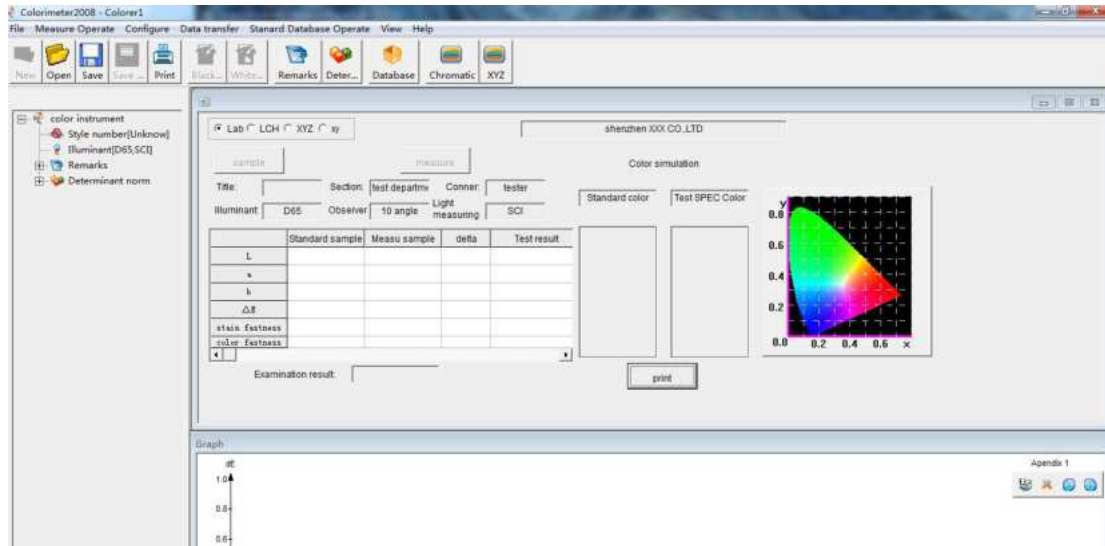 Colorimeter2008 - Colorer1
File Measure Operate Configure Data transfer Stanard Database Operate View Help
New Open Save Save ... Print Black... White... Remarks Deter... Database Chromatic XYZ
color instrument
Style number[Unknow]
Illuminant[D65,SCI]
Remarks
Determinant norm
Lab LCH XYZ xy
shenzhen XXX CO.,LTD
sample measure Color simulation
Title: Section: test departme Conner: tester
Illuminant D65 Observer 10 angle Light measuring SCI
Standard color Test SPEC Color
Standard sample Measu sample delta Test result
L
a
b
△E
stain fastness
color fastness
y
0.8
0.6
0.4
0.2
0.0 0.2 0.4 0.6 x
Examination result:
print
Graph
dE
Apendix 1
1.0
0.8
0.6